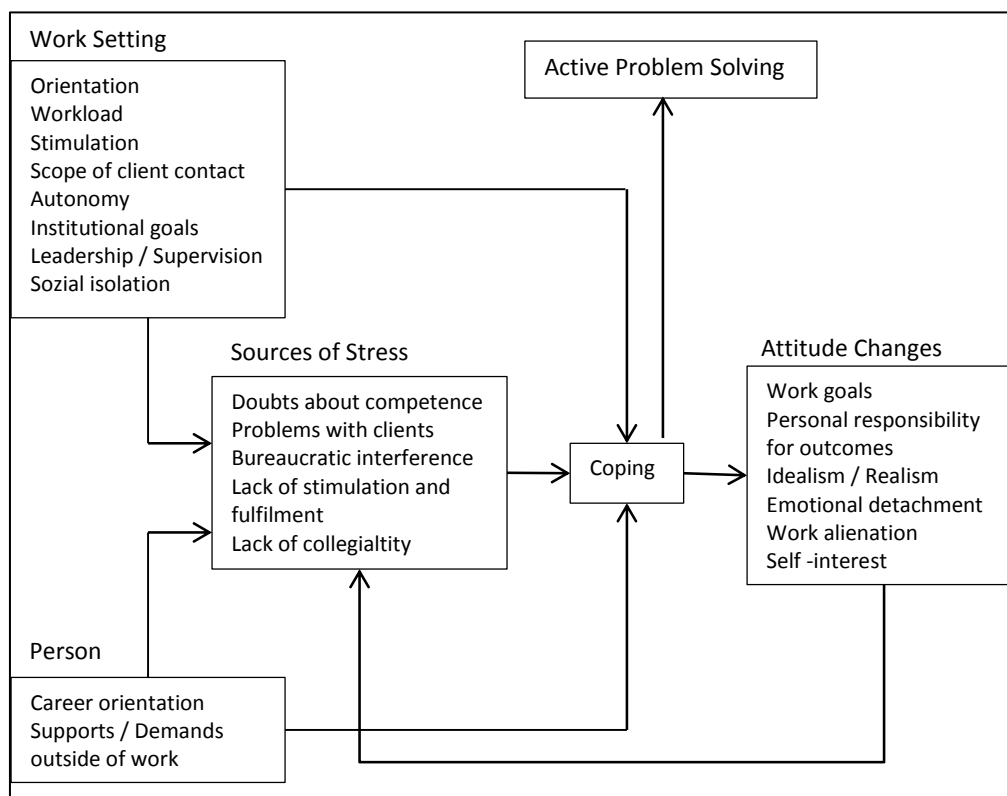 Work Setting
Orientation
Workload
Stimulation
Scope of client contact
Autonomy
Institutional goals
Leadership / Supervision
Sozial isolation
Active Problem Solving
Sources of Stress
Doubts about competence
Problems with clients
Bureaucratic interference
Lack of stimulation and
fulfilment
Lack of collegialtity
Coping
Attitude Changes
Work goals
Personal responsibility
for outcomes
Idealism / Realism
Emotional detachment
Work alienation
Self -interest
Person
Career orientation
Supports / Demands
outside of work